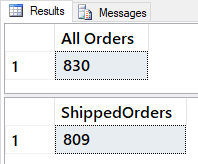 Results Messages
All Orders
1 830
ShippedOrders
1 809